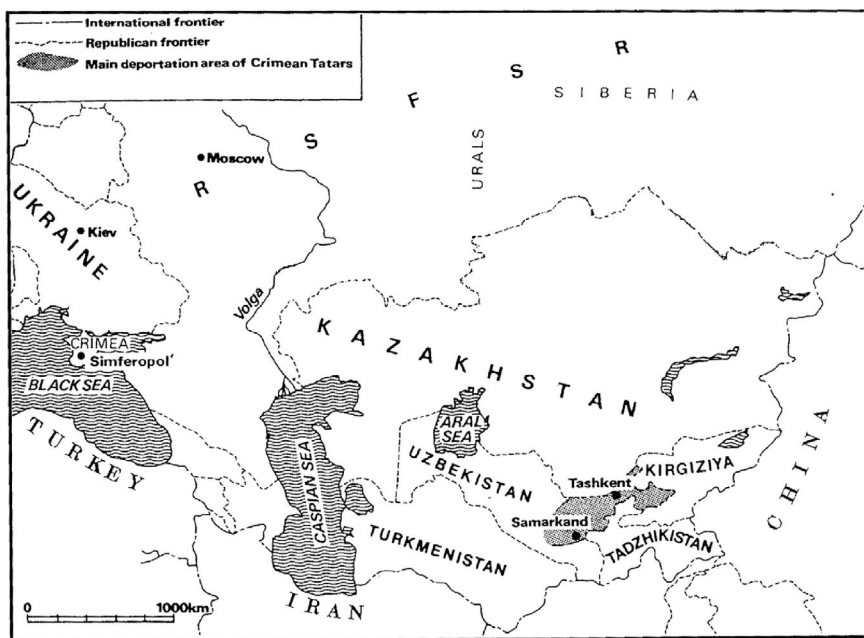 International frontier
Republican frontier
Main deportation area of Crimean Tatars
R S F S R
SIBERIA
URALS
Moscow
UKRAINE
Kiev
Volga
KAZAKHSTAN
CRIMEA
Simferopol'
BLACK SEA
ARAL SEA
TURKEY
CASPIAN SEA
UZBEKISTAN
KIRGIZIYA
Tashkent
CHINA
Samarkand
TURKMENISTAN
TADZHIKISTAN
IRAN
0 1000km